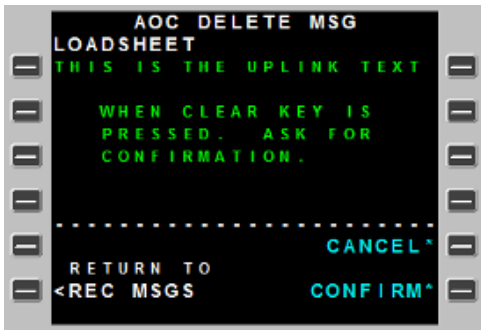 AOC DELETE MSG
LOADSHEET
THIS IS THE UPLINK TEXT
WHEN CLEAR KEY IS
PRESSED. ASK FOR
CONFIRMATION.
------------------------
CANCEL*
RETURN TO
<REC MSGS CONFIRM*